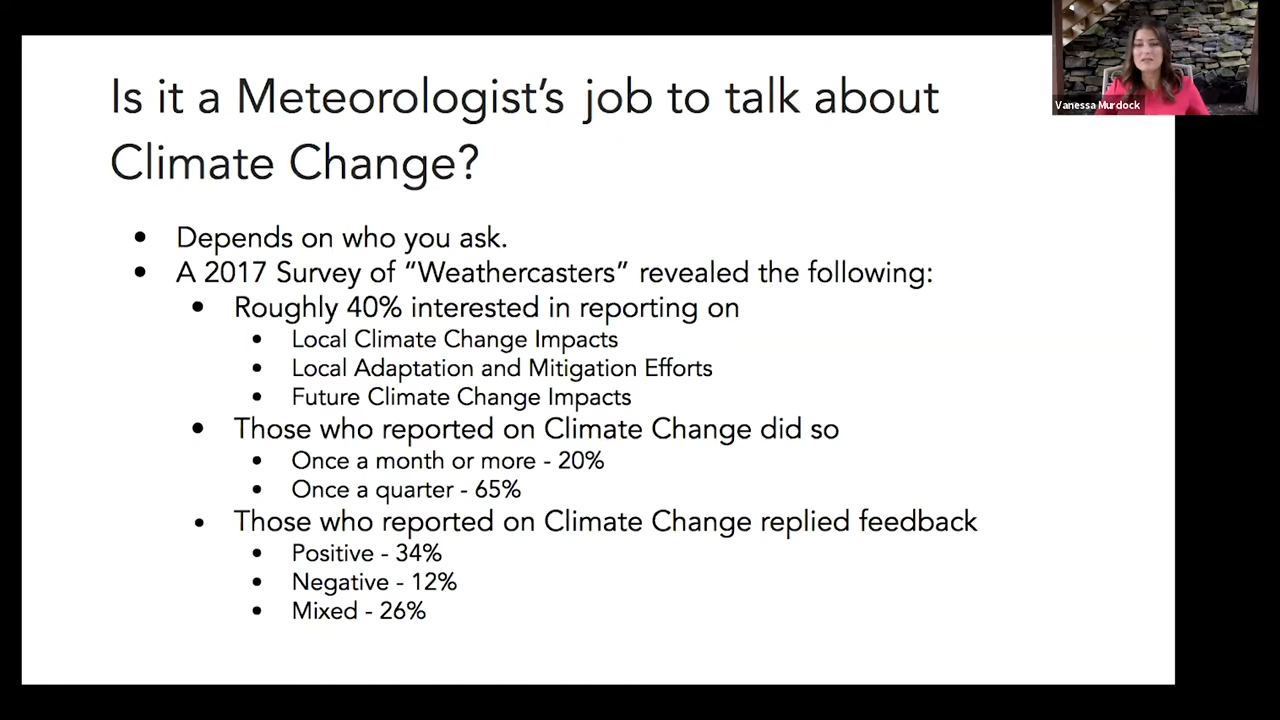 Is it a Meteorologist's job to talk about
Climate Change?
Vanessa Murdock
• Depends on who you ask.
• A 2017 Survey of “Weathercasters” revealed the following:
• Roughly 40% interested in reporting on
• Local Climate Change Impacts
• Local Adaptation and Mitigation Efforts
• Future Climate Change Impacts
• Those who reported on Climate Change did so
• Once a month or more - 20%
• Once a quarter - 65%
• Those who reported on Climate Change replied feedback
• Positive - 34%
• Negative - 12%
• Mixed - 26%